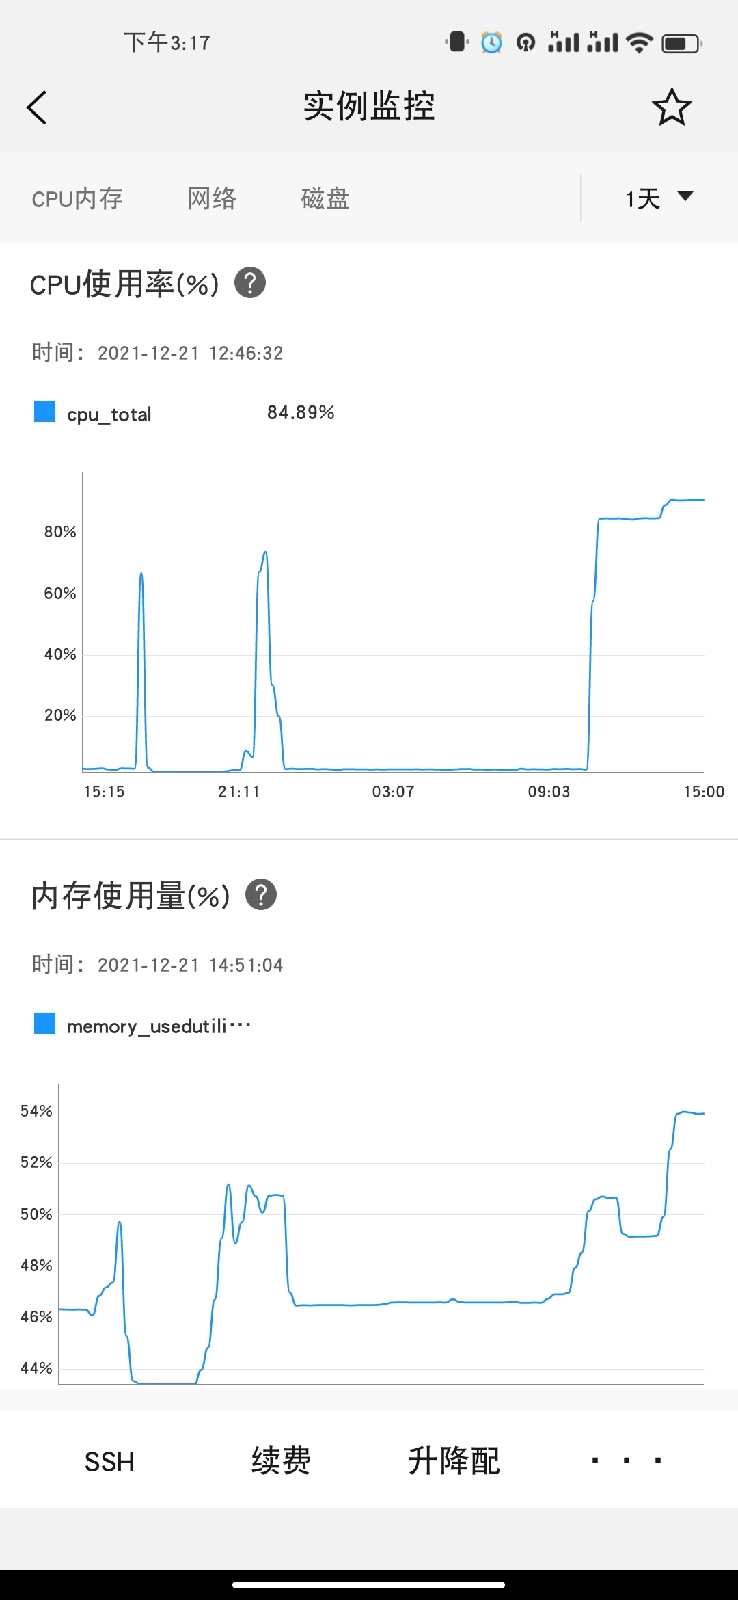 下午3:17
实例监控
CPU内存 网络 磁盘 1天
CPU使用率(%) ?
时间：2021-12-21 12:46:32
cpu_total 84.89%
80%
60%
40%
20%
15:15 21:11 03:07 09:03 15:00
内存使用量(%) ?
时间：2021-12-21 14:51:04
memory_usedutili···
54%
52%
50%
48%
46%
44%
SSH 续费 升降配 · · ·